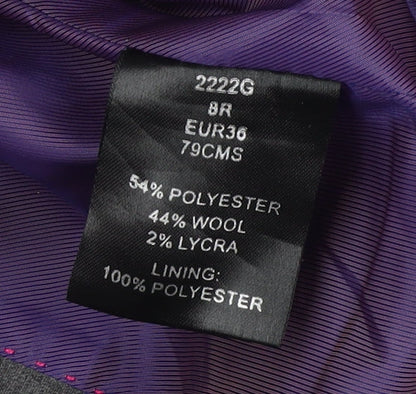 2222G
8R
EUR36
79CMS
54% POLYESTER
44% WOOL
2% LYCRA
LINING:
100% POLYESTER